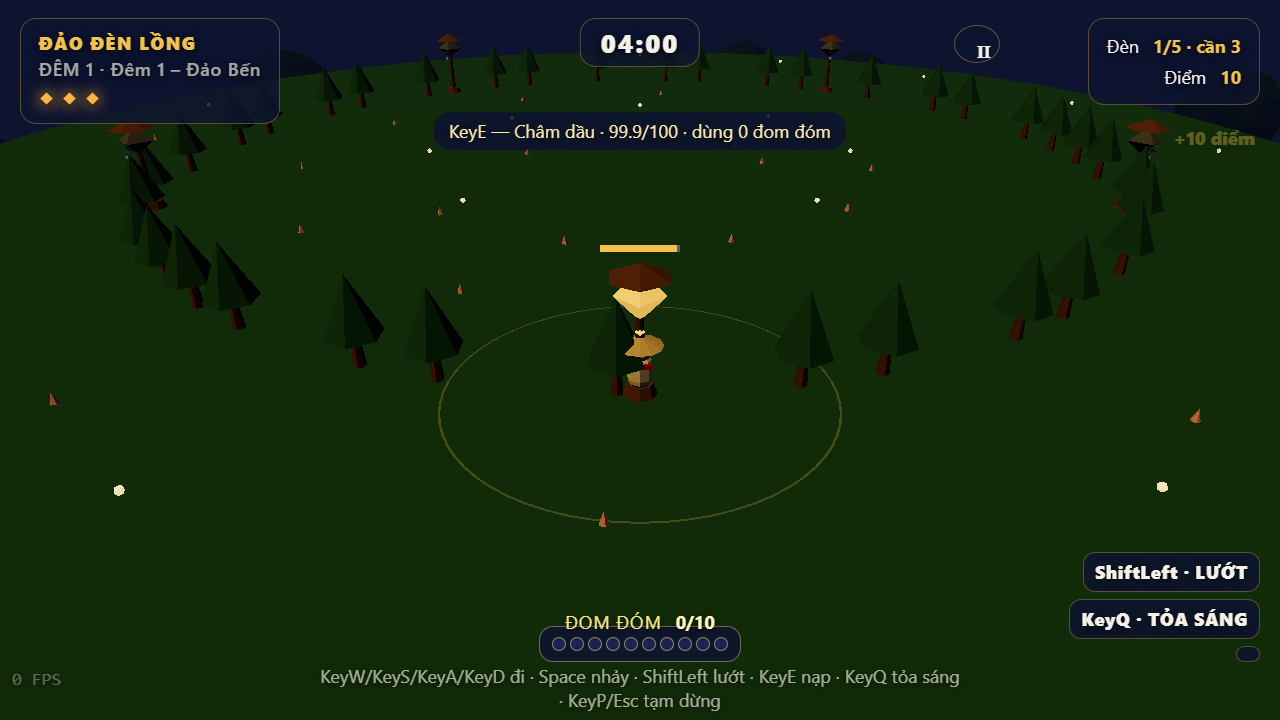 ĐẢO ĐÈN LỒNG
ĐÊM 1 · Đêm 1 – Đảo Bến
04:00
II
Đèn 1/5 · cần 3
Điểm 10
+10 điểm
KeyE — Châm dầu · 99.9/100 · dùng 0 đom đóm
ShiftLeft · LƯỚT
KeyQ · TỎA SÁNG
ĐOM ĐÓM 0/10
0 FPS
KeyW/KeyS/KeyA/KeyD đi · Space nhảy · ShiftLeft lướt · KeyE nạp · KeyQ tỏa sáng
· KeyP/Esc tạm dừng